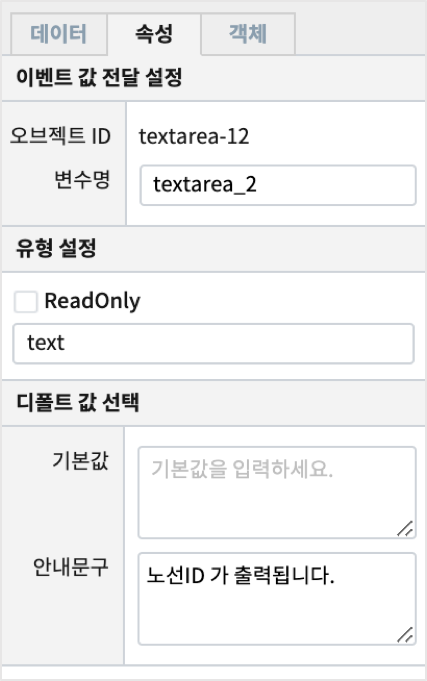 데이터 속성 객체
이벤트 값 전달 설정
오브젝트 ID textarea-12
변수명 textarea_2
유형 설정
ReadOnly
text
디폴트 값 선택
기본값 기본값을 입력하세요.
안내문구 노선ID 가 출력됩니다.